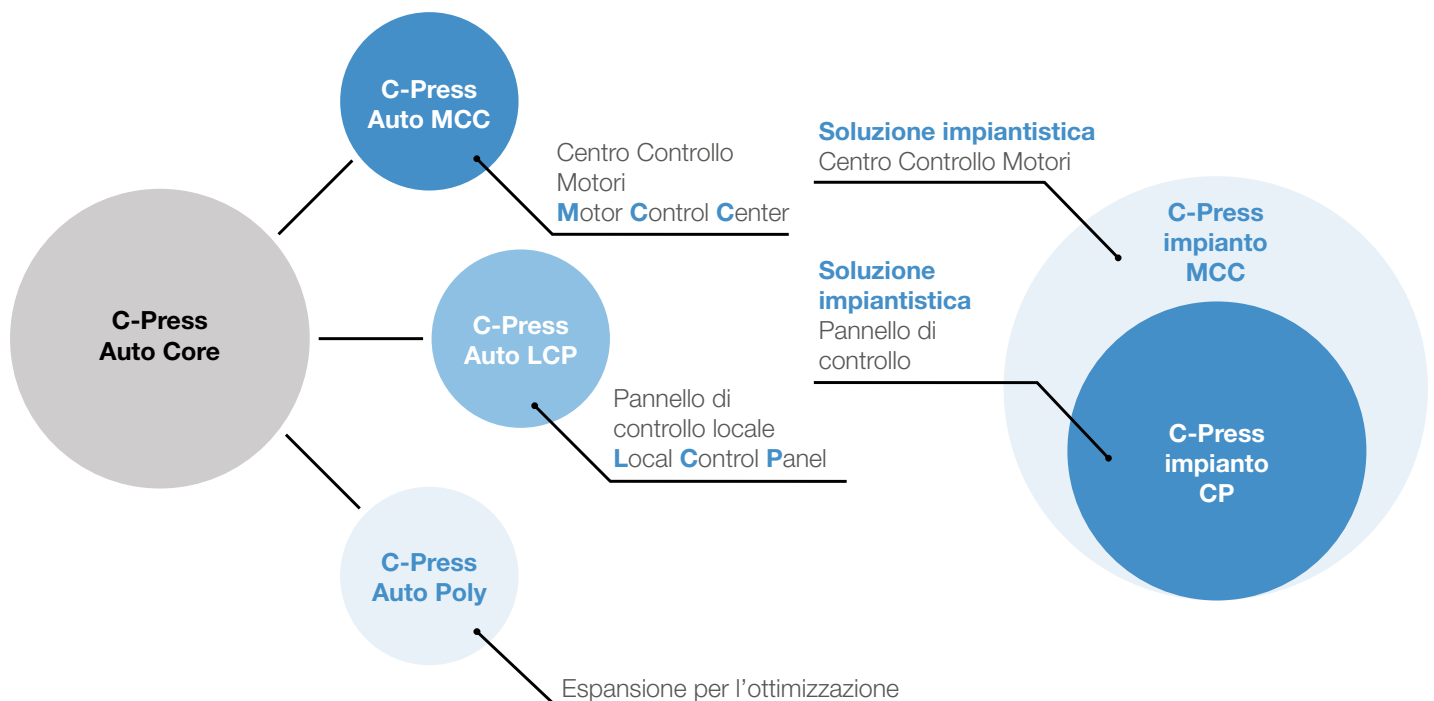 C-Press
Auto MCC
Centro Controllo
Motori
Motor Control Center
C-Press
Auto Core
C-Press
Auto LCP
Pannello di
controllo locale
Local Control Panel
C-Press
Auto Poly
Espansione per l'ottimizzazione
Soluzione impiantistica
Centro Controllo Motori
C-Press
impianto
MCC
Soluzione
impiantistica
Pannello di
controllo
C-Press
impianto
CP